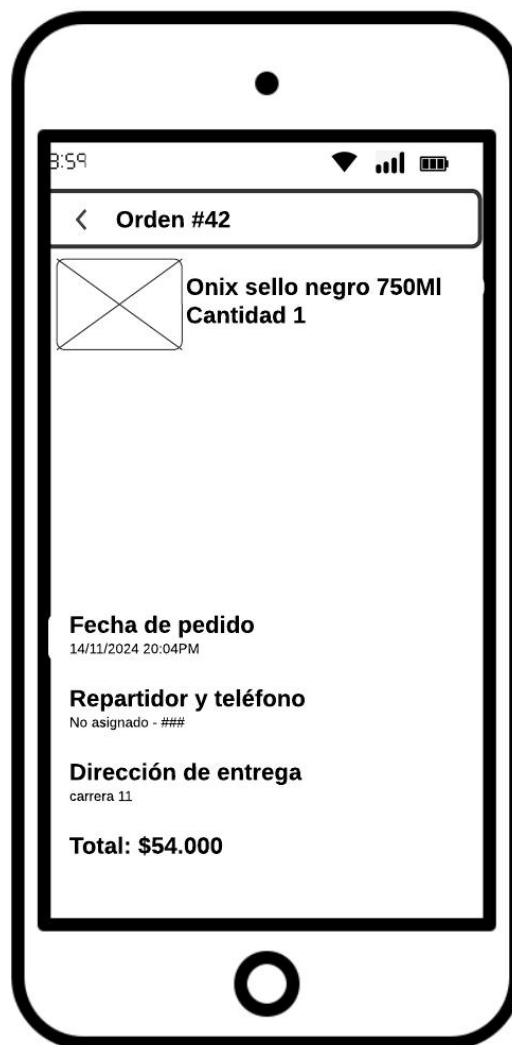 3:59
Orden #42
Onix sello negro 750Ml
Cantidad 1
Fecha de pedido
14/11/2024 20:04PM
Repartidor y teléfono
No asignado - ###
Dirección de entrega
carrera 11
Total: $54.000